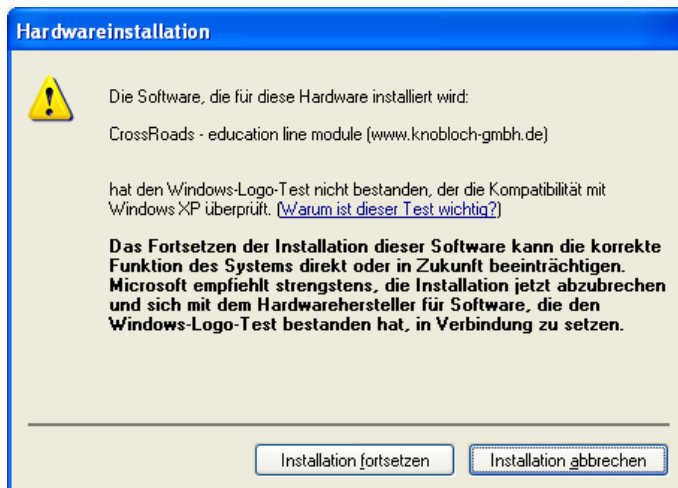 Hardwareinstallation
Die Software, die für diese Hardware installiert wird:
CrossRoads - education line module (www.knobloch-gmbh.de)
hat den Windows-Logo-Test nicht bestanden, der die Kompatibilität mit
Windows XP überprüft. (Warum ist dieser Test wichtig?)
Das Fortsetzen der Installation dieser Software kann die korrekte
Funktion des Systems direkt oder in Zukunft beeinträchtigen.
Microsoft empfiehlt strengstens, die Installation jetzt abzubrechen
und sich mit dem Hardwarehersteller für Software, die den
Windows-Logo-Test bestanden hat, in Verbindung zu setzen.
Installation fortsetzen
Installation abbrechen